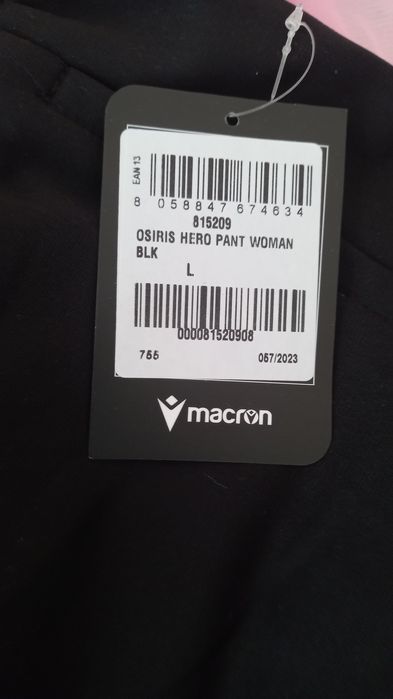 EAN 13
8 058847 674634
815209
OSIRIS HERO PANT WOMAN
BLK
L
000081520908
755 057/2023
macron